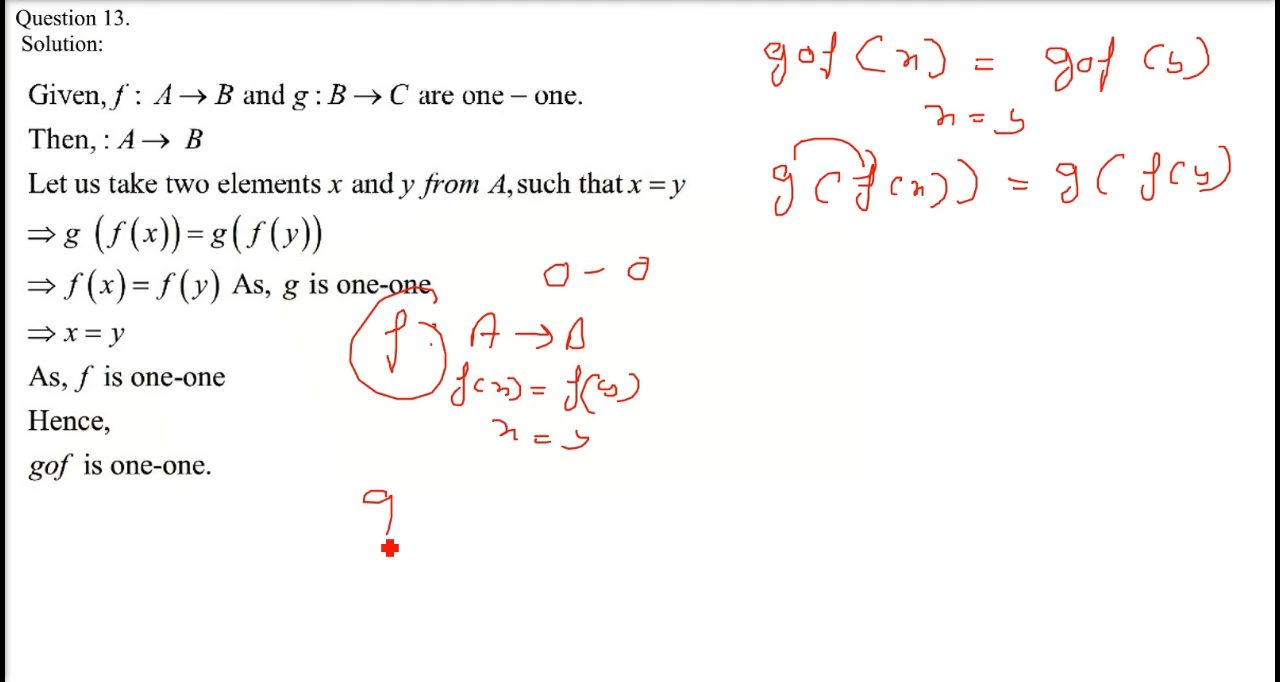 Question 13.
Solution:
Given, f : A → B and g : B → C are one – one.
Then, : A → B
Let us take two elements x and y from A, such that x = y
⇒ g (f(x)) = g(f(y))
⇒ f(x) = f(y) As, g is one-one,
⇒ x = y
As, f is one-one
Hence,
gof is one-one.
gof (x) = gof (y)
x = y
g (f(x)) = g( f(y)
o - o
f : A → B
f(x) = f(y)
x = y
g